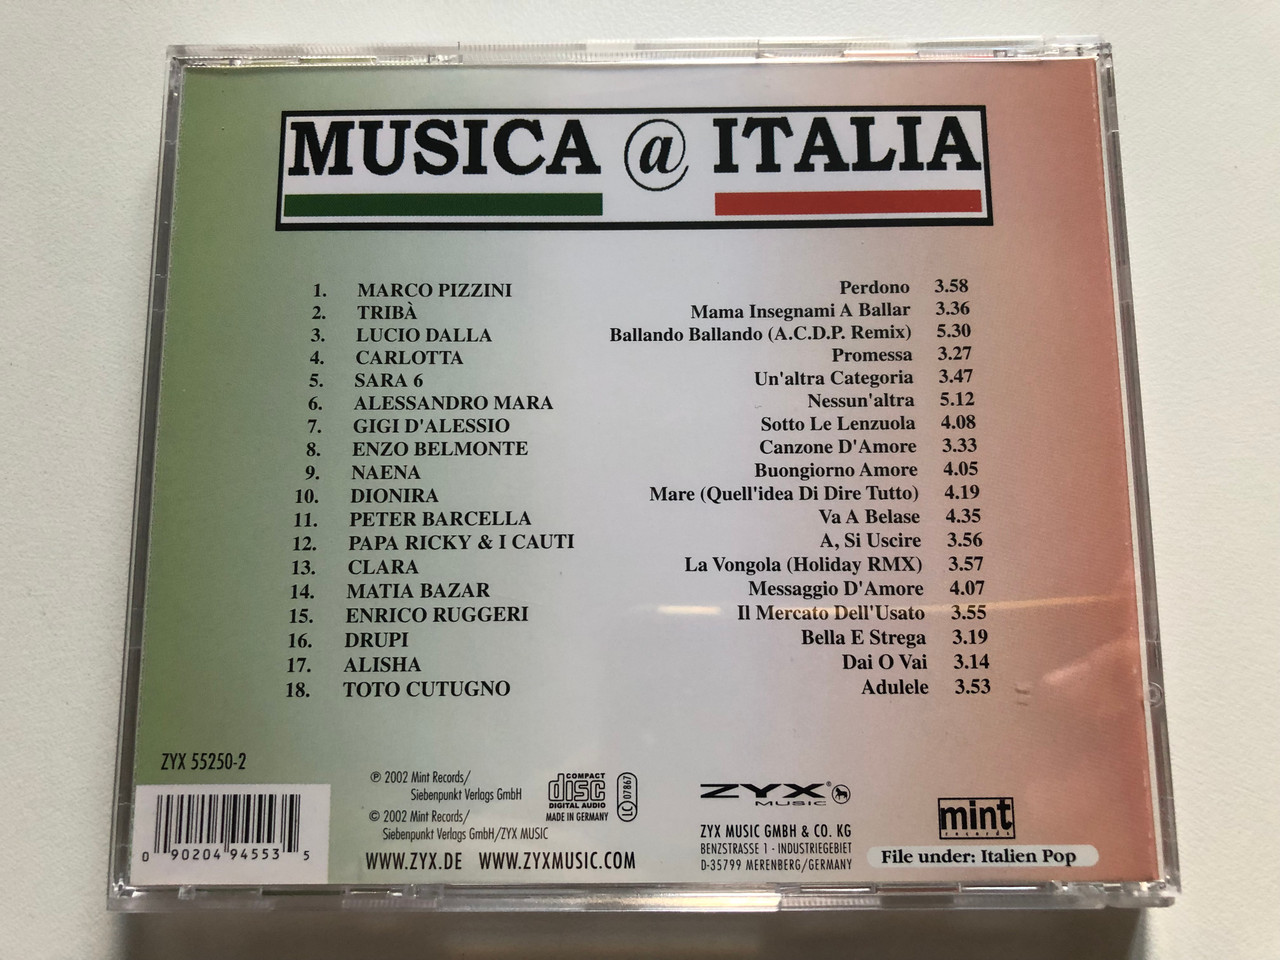 MUSICA @ ITALIA
1. MARCO PIZZINI Perdono 3.58
2. TRIBÀ Mama Insegnami A Ballar 3.36
3. LUCIO DALLA Ballando Ballando (A.C.D.P. Remix) 5.30
4. CARLOTTA Promessa 3.27
5. SARA 6 Un'altra Categoria 3.47
6. ALESSANDRO MARA Nessun'altra 5.12
7. GIGI D'ALESSIO Sotto Le Lenzuola 4.08
8. ENZO BELMONTE Canzone D'Amore 3.33
9. NAENA Buongiorno Amore 4.05
10. DIONIRA Mare (Quell'idea Di Dire Tutto) 4.19
11. PETER BARCELLA Va A Belase 4.35
12. PAPA RICKY & I CAUTI A, Si Uscire 3.56
13. CLARA La Vongola (Holiday RMX) 3.57
14. MATIA BAZAR Messaggio D'Amore 4.07
15. ENRICO RUGGERI Il Mercato Dell'Usato 3.55
16. DRUPI Bella E Strega 3.19
17. ALISHA Dai O Vai 3.14
18. TOTO CUTUGNO Adulele 3.53
ZYX 55250-2
0 90204 94553 5
℗ 2002 Mint Records/
Siebenpunkt Verlags GmbH
© 2002 Mint Records/
Siebenpunkt Verlags GmbH/ZYX MUSIC
WWW.ZYX.DE WWW.ZYXMUSIC.COM
COMPACT
disc
DIGITAL AUDIO
MADE IN GERMANY
LC 07867
ZYX®
MUSIC
ZYX MUSIC GMBH & CO. KG
BENZSTRASSE 1 · INDUSTRIEGEBIET
D-35799 MERENBERG/GERMANY
mint
records
File under: Italien Pop